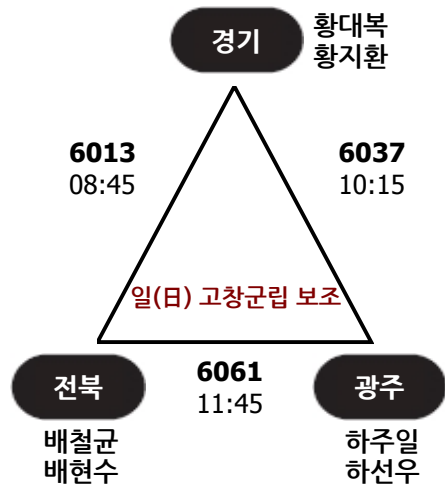 경기
황대복
황지환
6013
08:45
6037
10:15
일(日) 고창군립 보조
전북
6061
11:45
광주
배철균
배현수
하주일
하선우